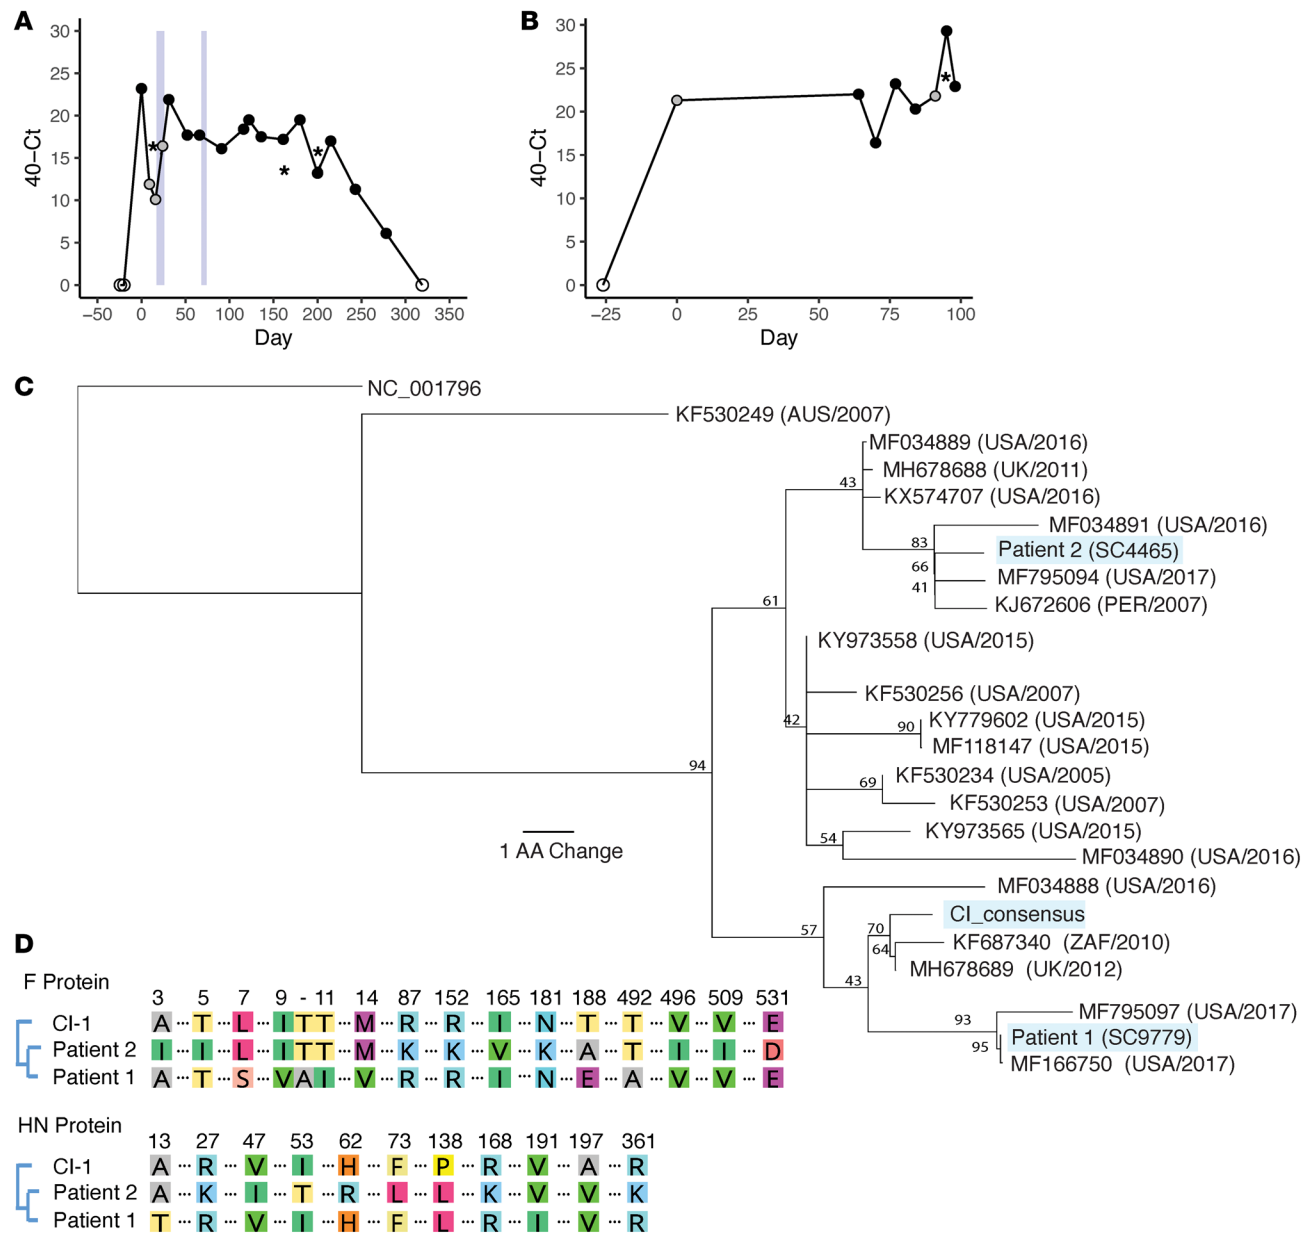 A
B
30
25
20
15
10
5
0
40−Ct
*
*
*
−50 0 50 100 150 200 250 300 350
Day
30
25
20
15
10
5
0
40−Ct
*
−25 0 25 50 75 100
Day
C
NC_001796
KF530249 (AUS/2007)
MF034889 (USA/2016)
MH678688 (UK/2011)
43
KX574707 (USA/2016)
MF034891 (USA/2016)
83
Patient 2 (SC4465)
66
MF795094 (USA/2017)
41
KJ672606 (PER/2007)
61
KY973558 (USA/2015)
KF530256 (USA/2007)
42
KY779602 (USA/2015)
90
MF118147 (USA/2015)
94
KF530234 (USA/2005)
69
KF530253 (USA/2007)
KY973565 (USA/2015)
54
MF034890 (USA/2016)
1 AA Change
MF034888 (USA/2016)
57
CI_consensus
70
KF687340 (ZAF/2010)
64
MH678689 (UK/2012)
43
MF795097 (USA/2017)
93
Patient 1 (SC9779)
95
MF166750 (USA/2017)
D
F Protein
3 5 7 9 - 11 14 87 152 165 181 188 492 496 509 531
CI-1 A ··· T ··· L ··· I T T ··· M ··· R ··· R ··· I ··· N ··· T ··· T ··· V ··· V ··· E
Patient 2 I ··· I ··· L ··· I T T ··· M ··· K ··· K ··· V ··· K ··· A ··· T ··· I ··· I ··· D
Patient 1 A ··· T ··· S ··· V A I ··· V ··· R ··· R ··· I ··· N ··· E ··· A ··· V ··· V ··· E
HN Protein
13 27 47 53 62 73 138 168 191 197 361
CI-1 A ··· R ··· V ··· I ··· H ··· F ··· P ··· R ··· V ··· A ··· R
Patient 2 A ··· K ··· I ··· T ··· R ··· L ··· L ··· K ··· V ··· V ··· K
Patient 1 T ··· R ··· V ··· I ··· H ··· F ··· L ··· R ··· I ··· V ··· R